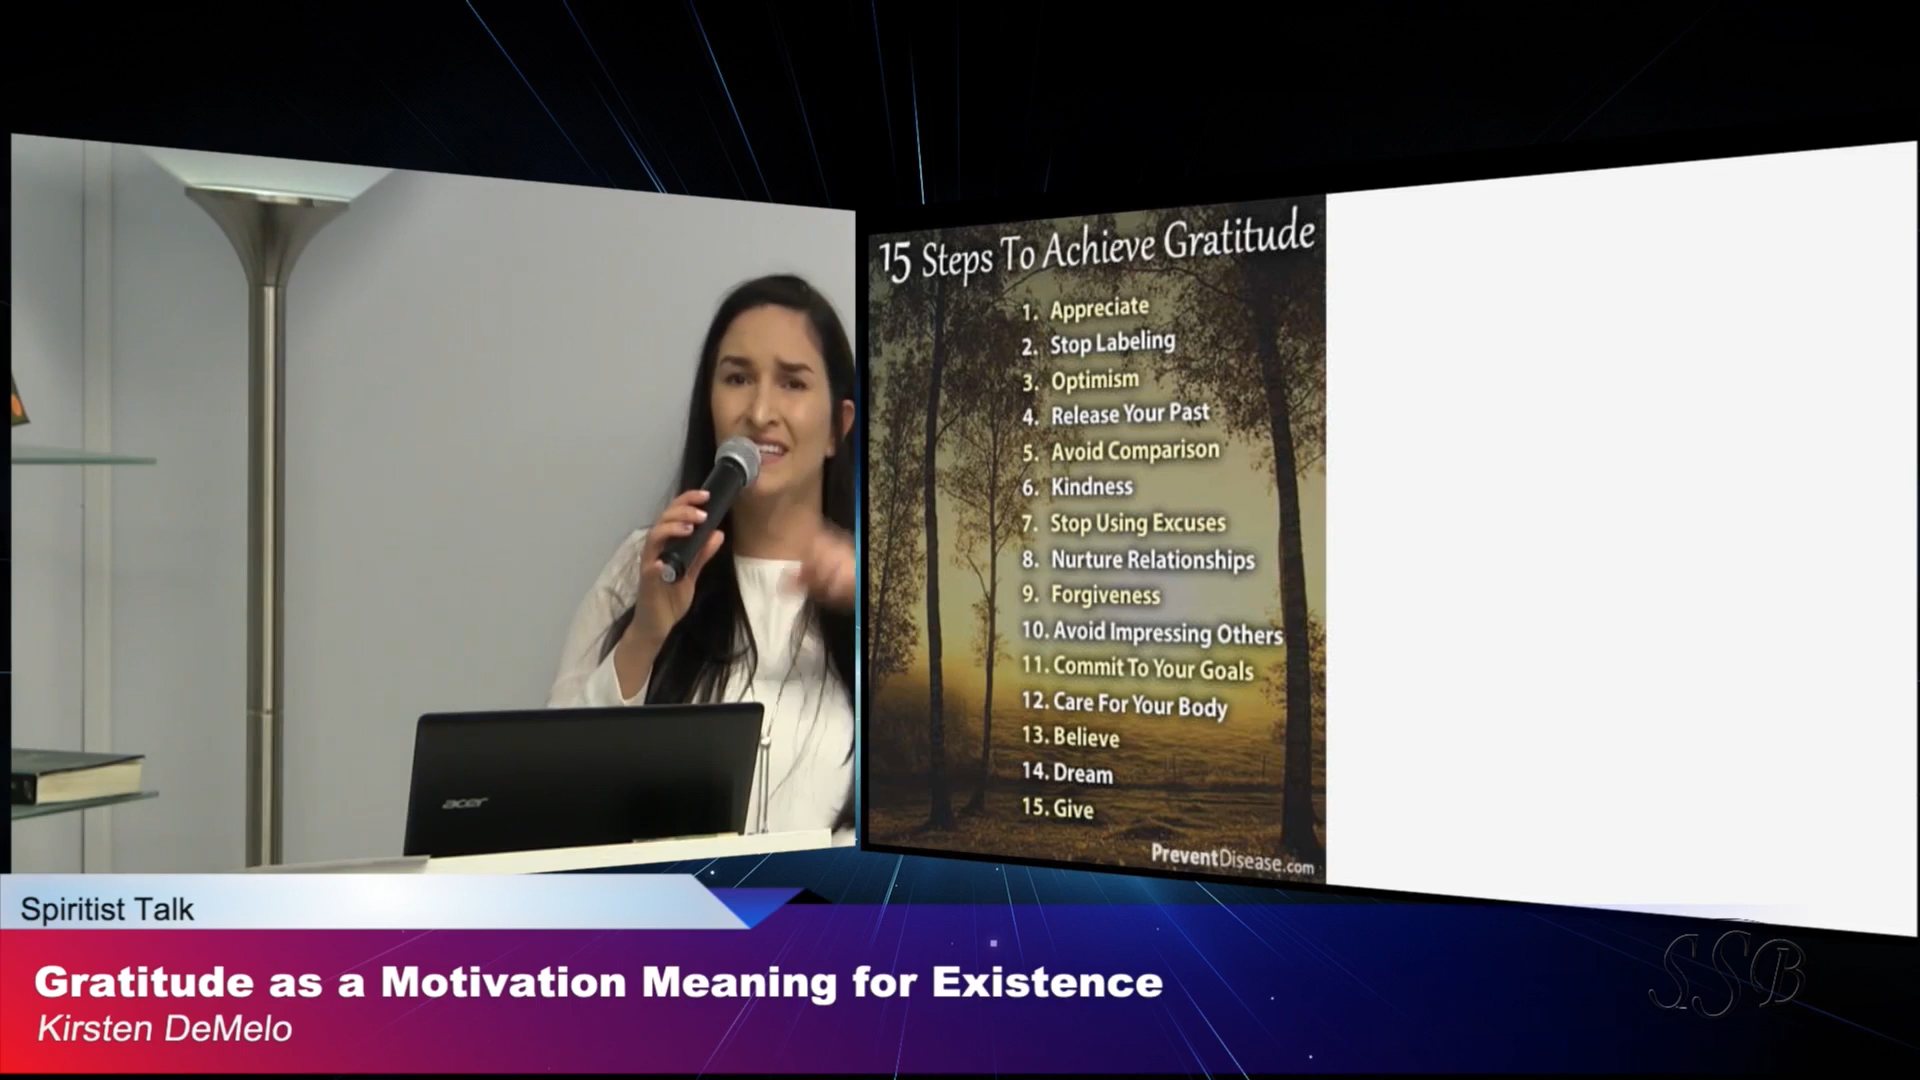 15 Steps To Achieve Gratitude
1. Appreciate
2. Stop Labeling
3. Optimism
4. Release Your Past
5. Avoid Comparison
6. Kindness
7. Stop Using Excuses
8. Nurture Relationships
9. Forgiveness
10. Avoid Impressing Others
11. Commit To Your Goals
12. Care For Your Body
13. Believe
14. Dream
15. Give
PreventDisease.com
acer
Spiritist Talk
Gratitude as a Motivation Meaning for Existence
Kirsten DeMelo
SSB